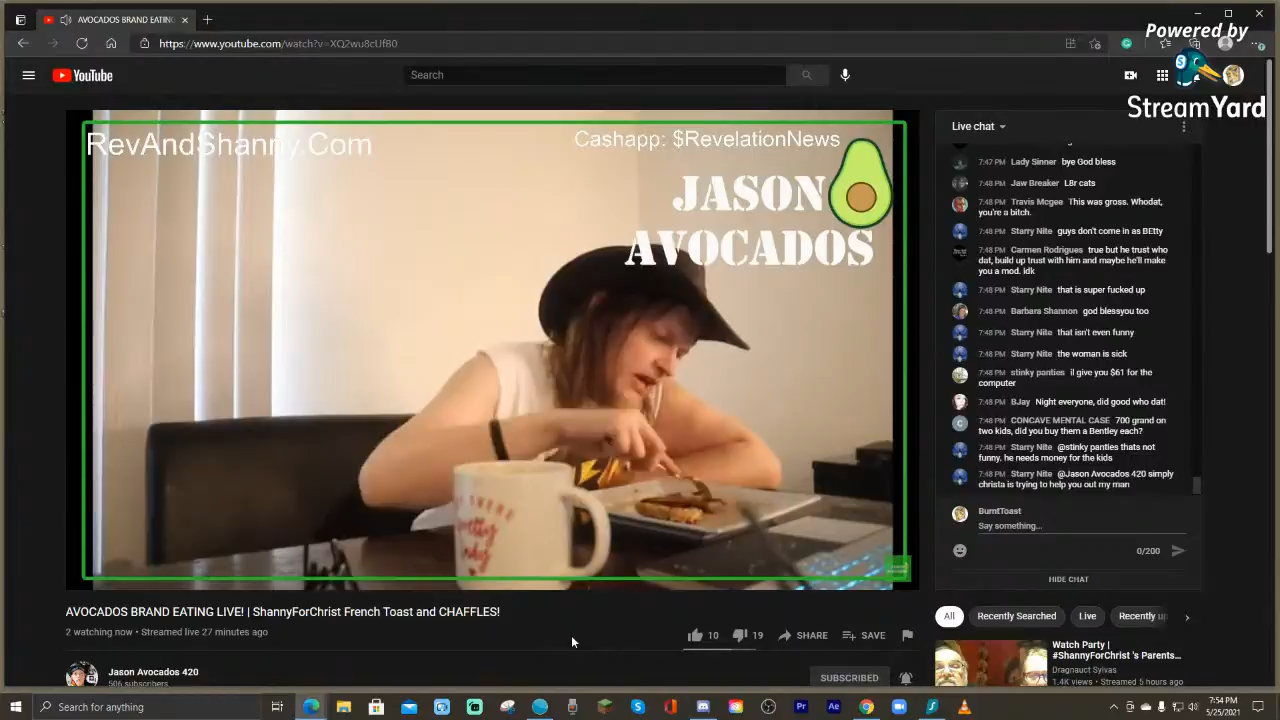 AVOCADOS BRAND EATING
Powered by
https://www.youtube.com/watch?v=XQ2wu8cUfB0
YouTube
Search
StreamYard
RevAndShanny.Com
Cashapp: $RevelationNews
JASON
AVOCADOS
Live chat
7:47 PM Lady Sinner bye God bless
7:48 PM Jaw Breaker L8r cats
7:48 PM Travis Mcgee This was gross. Whodat,
you're a bitch.
7:48 PM Starry Nite guys don't come in as BEtty
7:48 PM Carmen Rodrigues true but he trust who
dat, build up trust with him and maybe he'll make
you a mod. idk
7:48 PM Starry Nite that is super fucked up
7:48 PM Barbara Shannon god blessyou too
7:48 PM Starry Nite that isn't even funny
7:48 PM Starry Nite the woman is sick
7:48 PM stinky panties il give you $61 for the
computer
7:48 PM BJay Night everyone, did good who dat!
7:48 PM CONCAVE MENTAL CASE 700 grand on
two kids, did you buy them a Bentley each?
7:48 PM Starry Nite @stinky panties thats not
funny. he needs money for the kids
7:48 PM Starry Nite @Jason Avocados 420 simply
christa is trying to help you out my man
BurntToast
Say something...
0/200
HIDE CHAT
AVOCADOS BRAND EATING LIVE! | ShannyForChrist French Toast and CHAFFLES!
2 watching now • Streamed live 27 minutes ago
10
19
SHARE
SAVE
Jason Avocados 420
506 subscribers
SUBSCRIBED
All
Recently Searched
Live
Recently up
Watch Party |
#ShannyForChrist 's Parents...
Dragnauct Sylvas
1.4K views • Streamed 5 hours ago
Search for anything
7:54 PM
5/25/2021